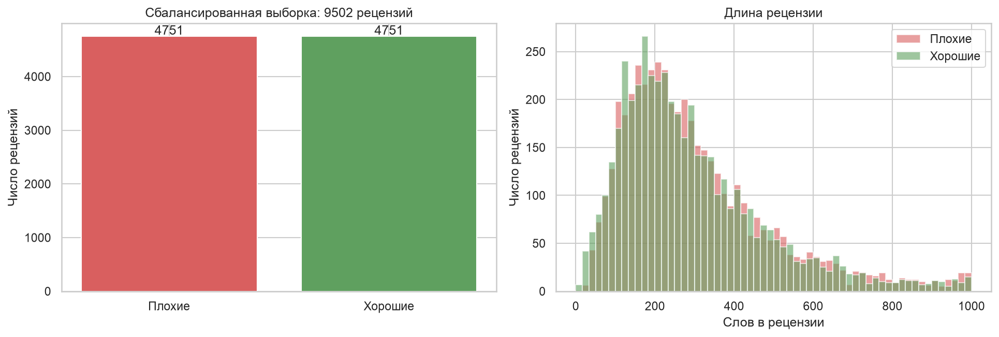 Сбалансированная выборка: 9502 рецензий
4751
4751
Число рецензий
4000
3000
2000
1000
0
Плохие
Хорошие
Длина рецензии
Плохие
Хорошие
Число рецензий
250
200
150
100
50
0
0
200
400
600
800
1000
Слов в рецензии